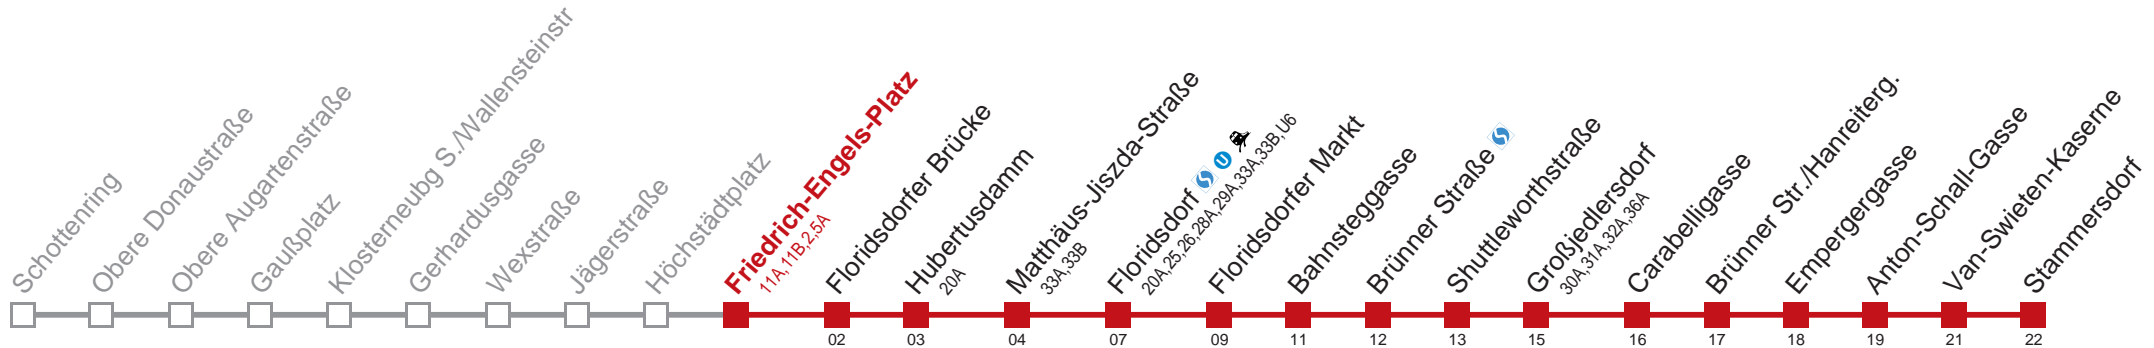 Schottenring
Obere Donaustraße
Obere Augartenstraße
Gaußplatz
Klosterneubg S./Wallensteinstr
Gerhardusgasse
Wexstraße
Jägerstraße
Höchstädtplatz
Friedrich-Engels-Platz
11A,11B,2,5A
Floridsdorfer Brücke
02
Hubertusdamm
20A
03
Matthäus-Jiszda-Straße
33A,33B
04
Floridsdorf S U
20A,25,26,28A,29A,33A,33B,U6
07
Floridsdorfer Markt
09
Bahnsteggasse
11
Brünner Straße S
12
Shuttleworthstraße
13
Großjedlersdorf
30A,31A,32A,36A
15
Carabelligasse
16
Brünner Str./Hanreiterg.
17
Empergergasse
18
Anton-Schall-Gasse
19
Van-Swieten-Kaserne
21
Stammersdorf
22